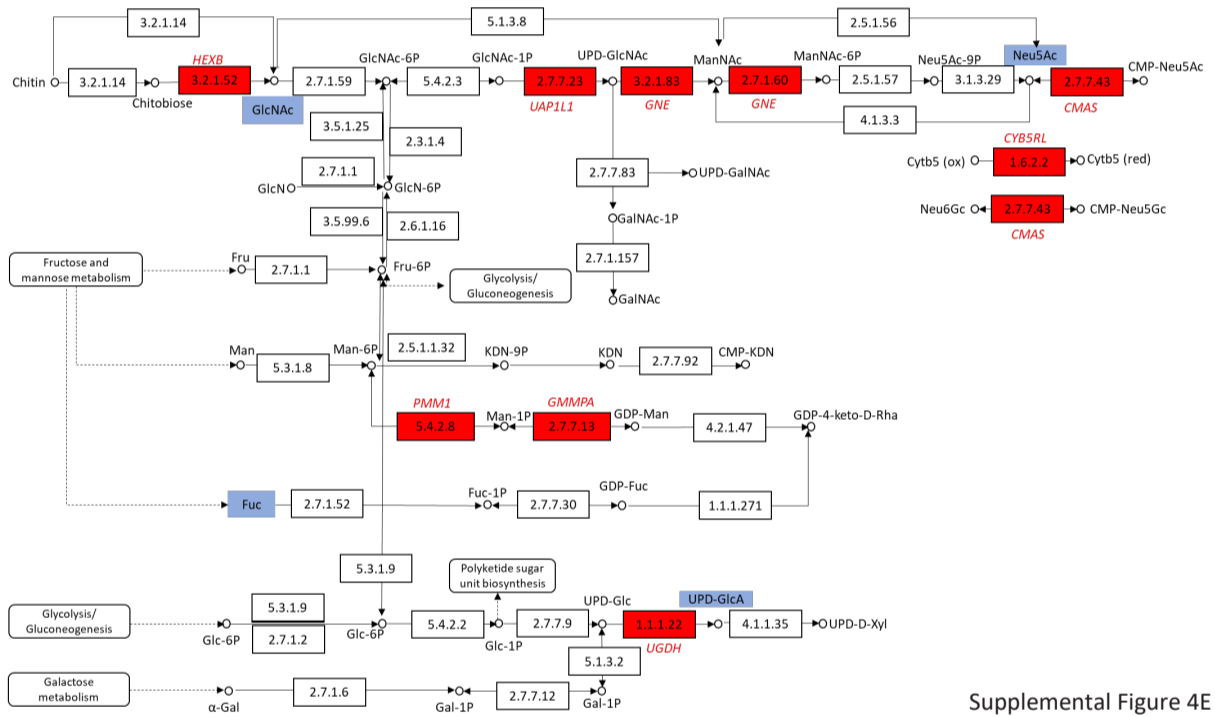 3.2.1.14
5.1.3.8
2.5.1.56
HEXB
GlcNAc-6P
GlcNAc-1P
UPD-GlcNAc
ManNAc
ManNAc-6P
Neu5Ac-9P
Neu5Ac
Chitin
3.2.1.14
Chitobiose
3.2.1.52
GlcNAc
2.7.1.59
5.4.2.3
2.7.7.23
UAP1L1
3.2.1.83
GNE
2.7.1.60
GNE
2.5.1.57
3.1.3.29
2.7.7.43
CMAS
CMP-Neu5Ac
4.1.3.3
3.5.1.25
2.3.1.4
CYB5RL
Cytb5 (ox)
1.6.2.2
Cytb5 (red)
GlcN
2.7.1.1
GlcN-6P
2.7.7.83
UPD-GalNAc
Neu6Gc
2.7.7.43
CMP-Neu5Gc
CMAS
3.5.99.6
2.6.1.16
GalNAc-1P
2.7.1.157
GalNAc
Fructose and
mannose metabolism
Fru
2.7.1.1
Fru-6P
Glycolysis/
Gluconeogenesis
Man
5.3.1.8
Man-6P
2.5.1.1.32
KDN-9P
KDN
2.7.7.92
CMP-KDN
PMM1
5.4.2.8
Man-1P
GMMPA
2.7.7.13
GDP-Man
4.2.1.47
GDP-4-keto-D-Rha
Fuc
2.7.1.52
Fuc-1P
2.7.7.30
GDP-Fuc
1.1.1.271
5.3.1.9
Polyketide sugar
unit biosynthesis
Glycolysis/
Gluconeogenesis
Glc-6P
5.3.1.9
2.7.1.2
Glc-6P
5.4.2.2
Glc-1P
2.7.7.9
UPD-Glc
1.1.1.22
UGDH
UPD-GlcA
4.1.1.35
UPD-D-Xyl
5.1.3.2
Galactose
metabolism
α-Gal
2.7.1.6
Gal-1P
2.7.7.12
Gal-1P
Supplemental Figure 4E